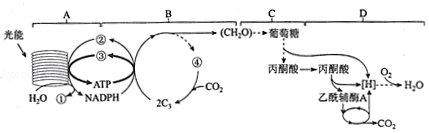 A B C D
光能 ② (CH₂O) 葡萄糖
③ ④ 丙酮酸 丙酮酸 [H] O₂ H₂O
ATP CO₂ 乙酰辅酶A
H₂O ① NADPH 2C₃ CO₂